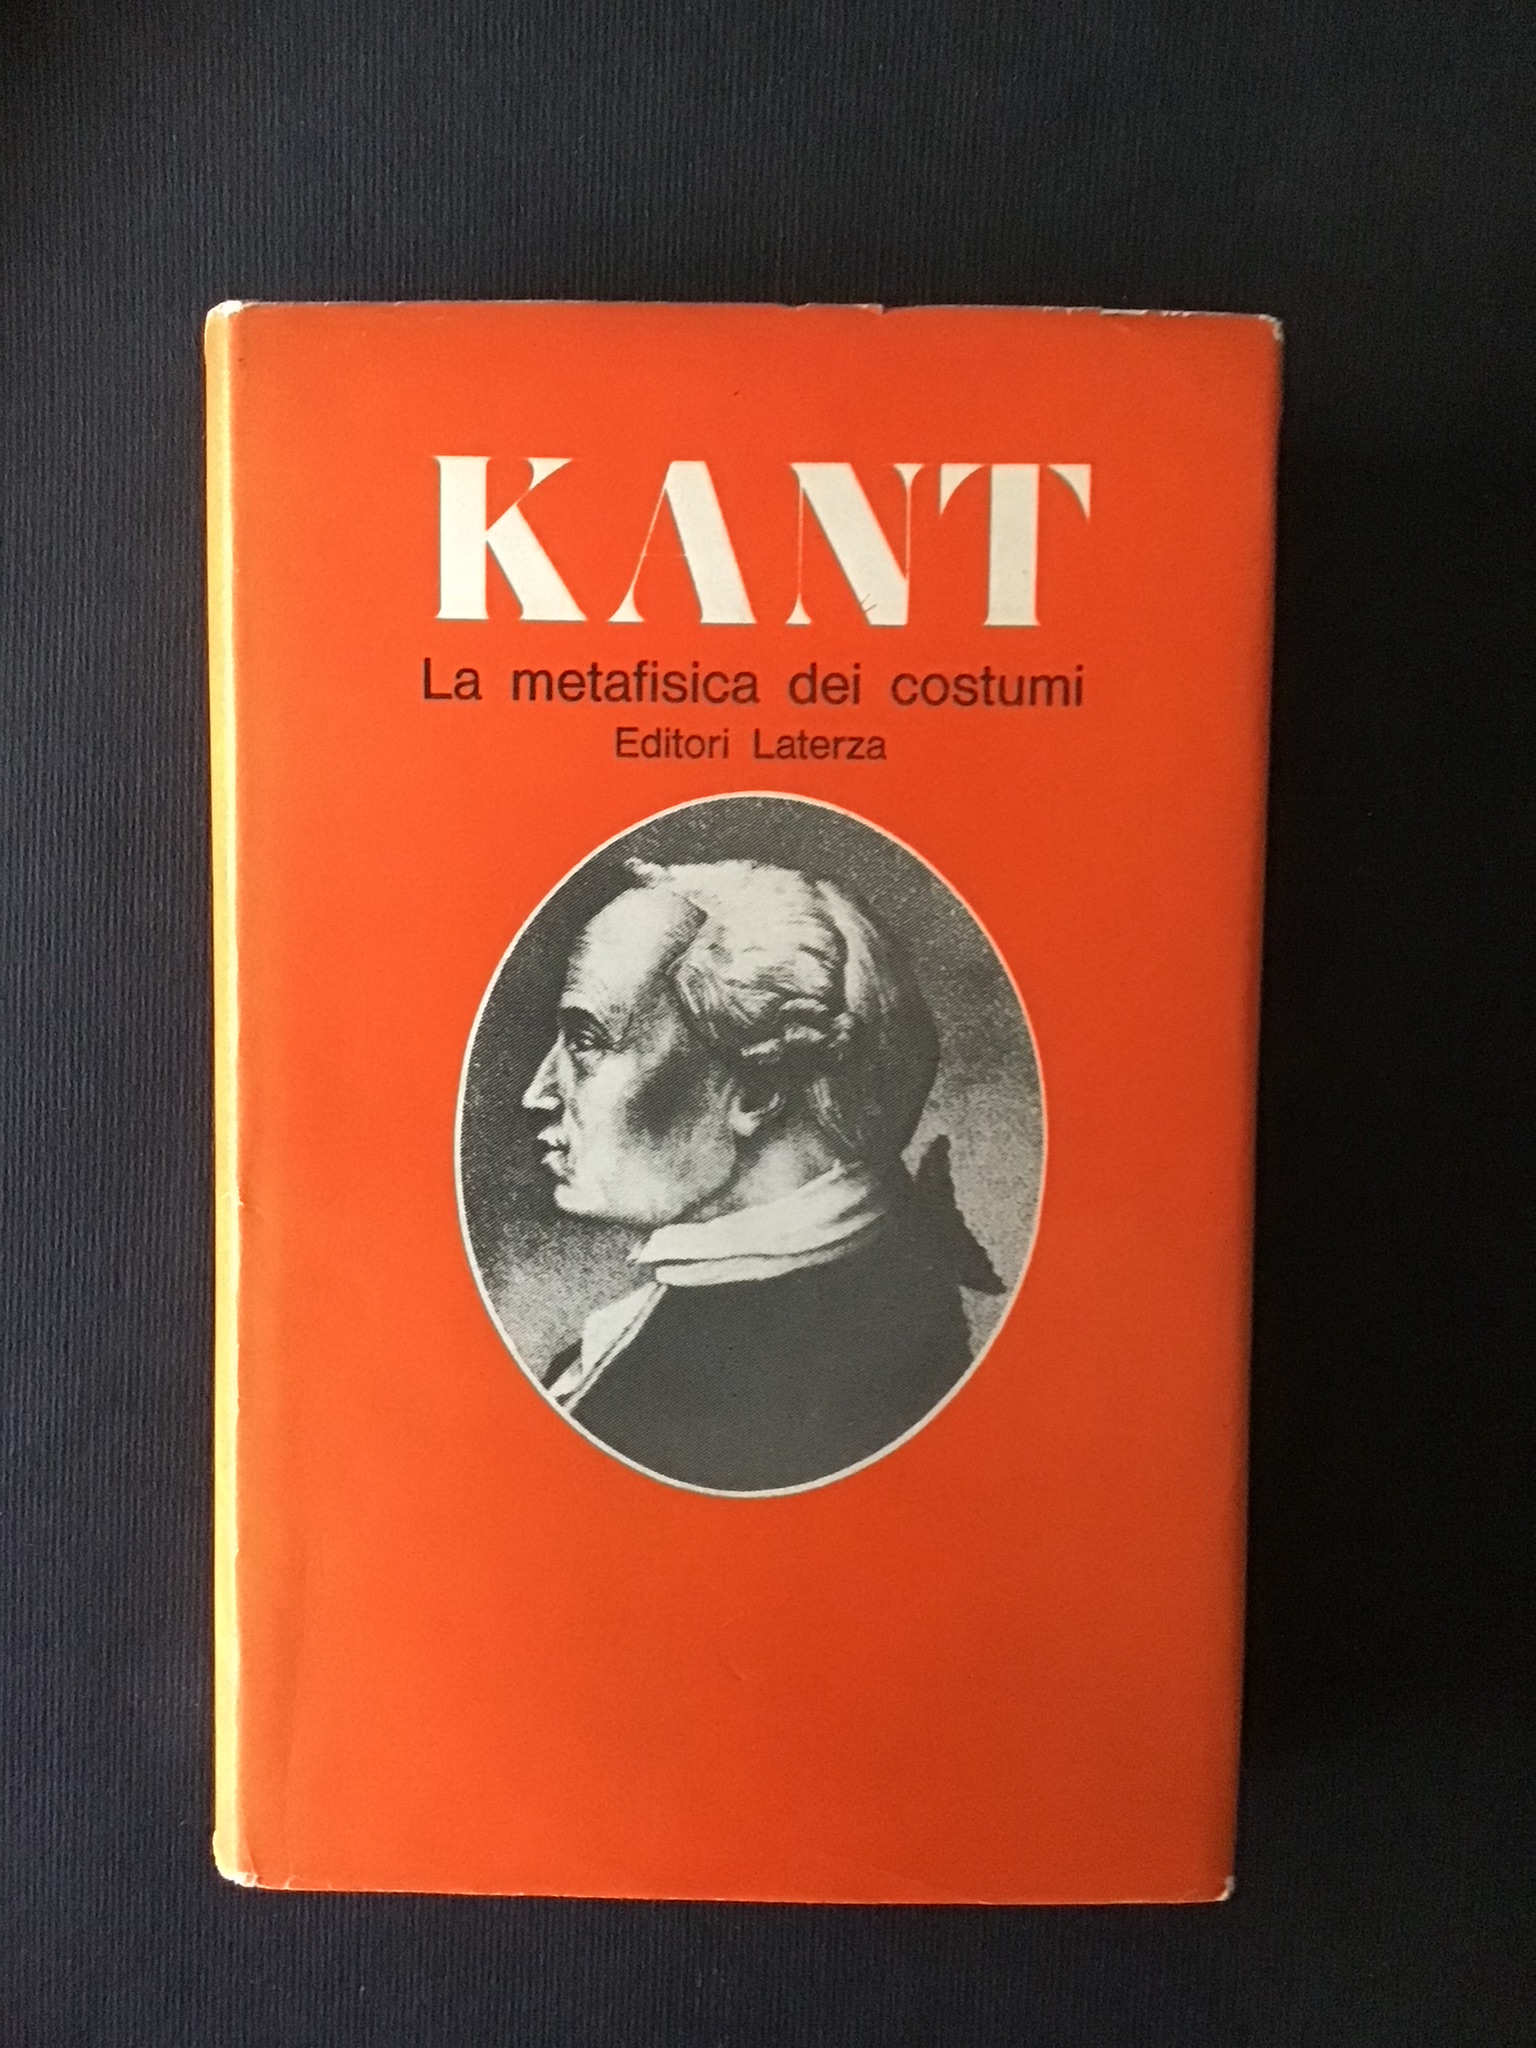 KANT
La metafisica dei costumi
Editori Laterza